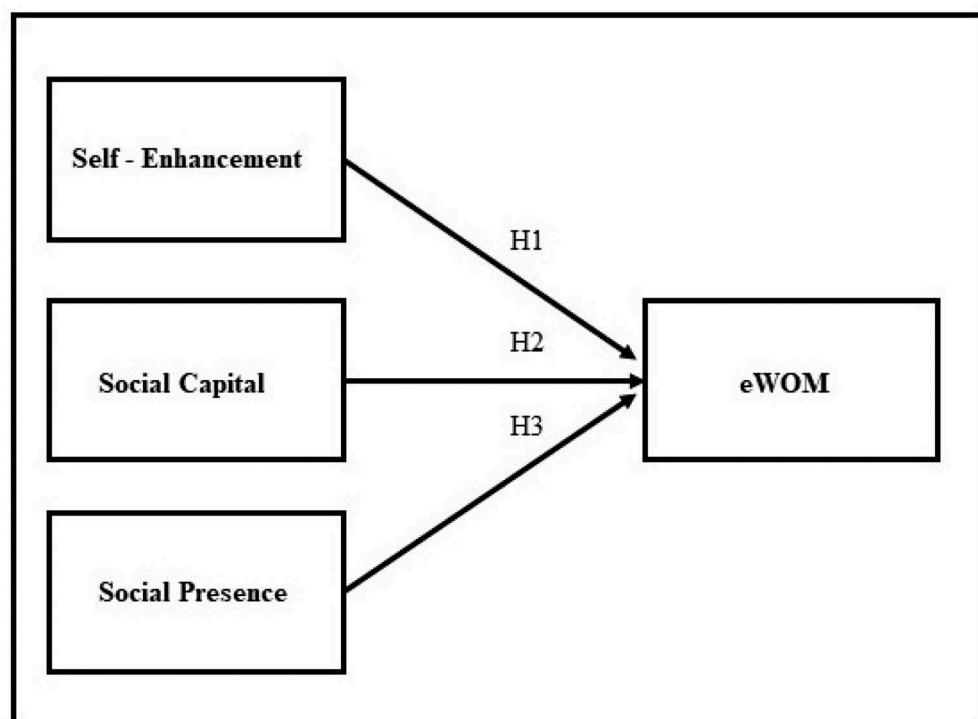 Self - Enhancement
H1
H2
Social Capital
eWOM
H3
Social Presence